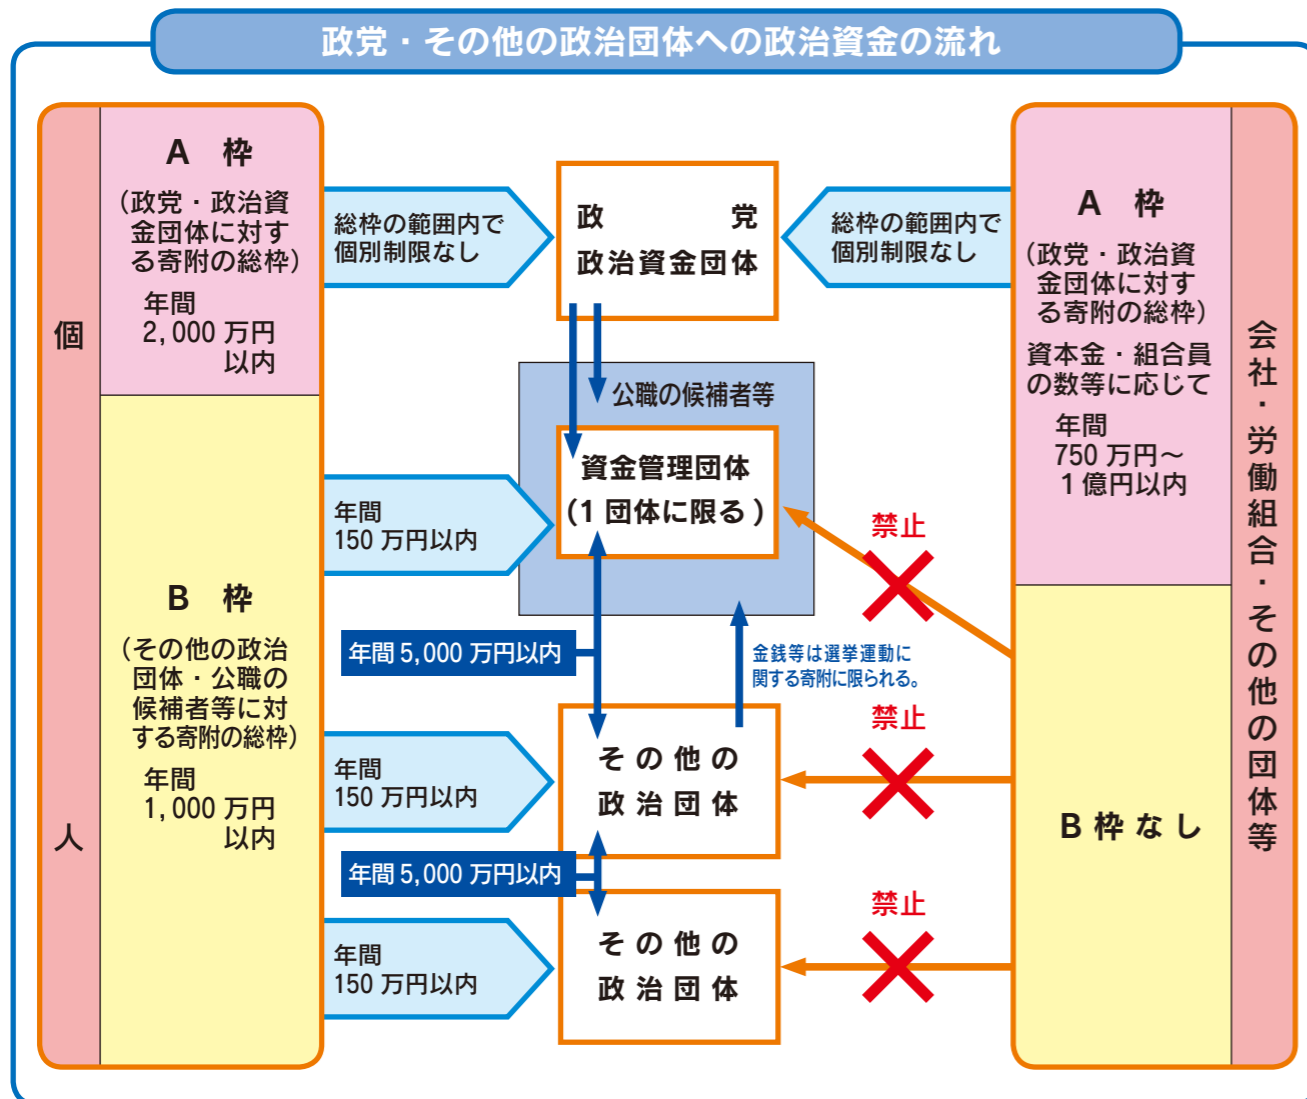 政党・その他の政治団体への政治資金の流れ
個人
A 枠
(政党・政治資
金団体に対す
る寄附の総枠)
年間
2,000 万円
以内
B 枠
(その他の政治
団体・公職の
候補者等に対
する寄附の総枠)
年間
1,000 万円
以内
総枠の範囲内で
個別制限なし
年間
150 万円以内
年間 5,000 万円以内
年間
150 万円以内
年間 5,000 万円以内
年間
150 万円以内
政党
政治資金団体
公職の候補者等
資金管理団体
(1 団体に限る)
金銭等は選挙運動に
関する寄附に限られる。
その他の
政治団体
その他の
政治団体
総枠の範囲内で
個別制限なし
禁止
禁止
禁止
A 枠
(政党・政治資
金団体に対す
る寄附の総枠)
資本金・組合員
の数等に応じて
年間
750 万円～
1 億円以内
B 枠 な し
会社・労働組合・その他の団体等